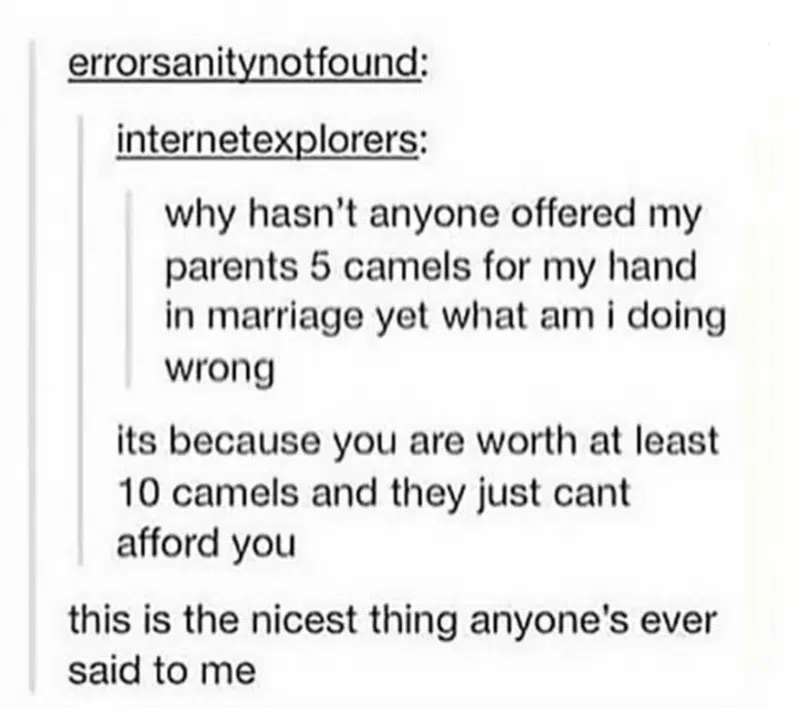 errorsanitynotfound:
internetexplorers:
why hasn't anyone offered my
parents 5 camels for my hand
in marriage yet what am i doing
wrong
its because you are worth at least
10 camels and they just cant
afford you
this is the nicest thing anyone's ever
said to me